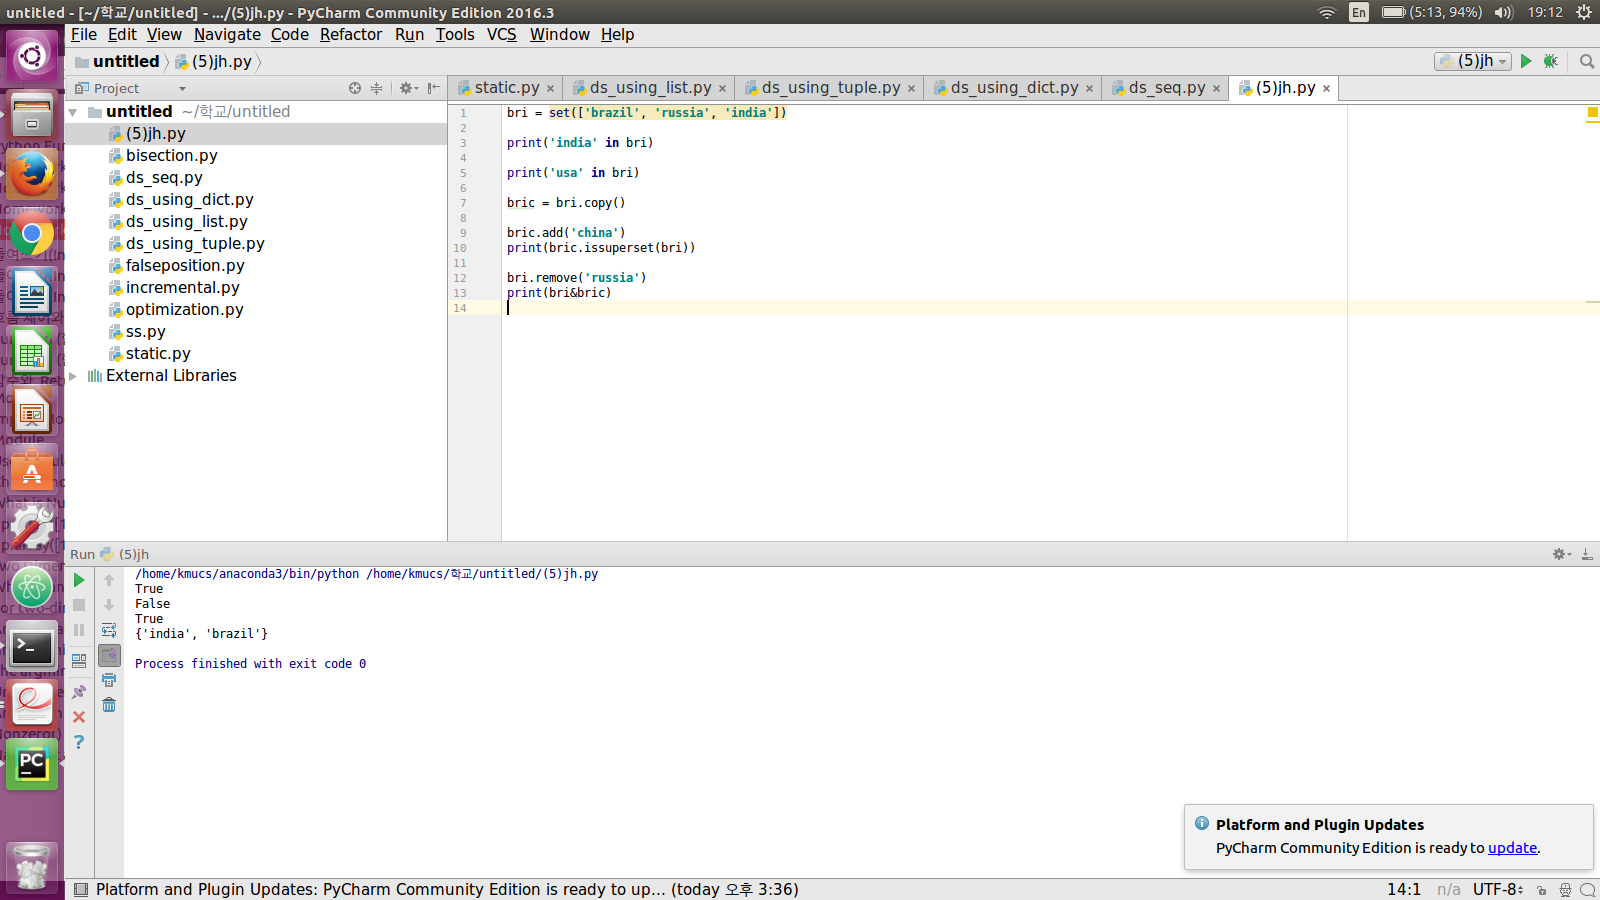 untitled - [~/학교/untitled] - .../(5)jh.py - PyCharm Community Edition 2016.3
En (5:13, 94%) 19:12
File Edit View Navigate Code Refactor Run Tools VCS Window Help
untitled (5)jh.py
(5)jh
Project
static.py ds_using_list.py ds_using_tuple.py ds_using_dict.py ds_seq.py (5)jh.py
untitled ~/학교/untitled
(5)jh.py
bisection.py
ds_seq.py
ds_using_dict.py
ds_using_list.py
ds_using_tuple.py
falseposition.py
incremental.py
optimization.py
ss.py
static.py
External Libraries
1 bri = set(['brazil', 'russia', 'india'])
2
3 print('india' in bri)
4
5 print('usa' in bri)
6
7 bric = bri.copy()
8
9 bric.add('china')
10 print(bric.issuperset(bri))
11
12 bri.remove('russia')
13 print(bri&bric)
14
Run (5)jh
/home/kmucs/anaconda3/bin/python /home/kmucs/학교/untitled/(5)jh.py
True
False
True
{'india', 'brazil'}
Process finished with exit code 0
PC
Platform and Plugin Updates
PyCharm Community Edition is ready to update.
Platform and Plugin Updates: PyCharm Community Edition is ready to up... (today 오후 3:36)
14:1 n/a UTF-8